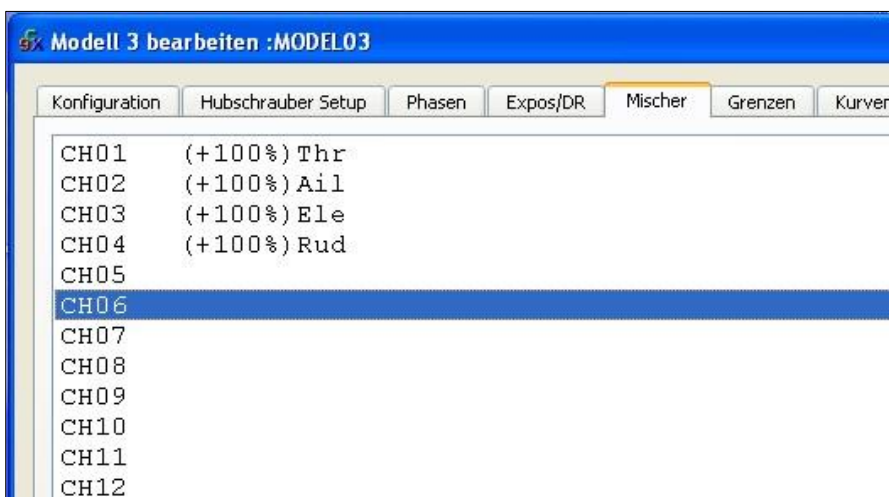 Modell 3 bearbeiten :MODEL03
Konfiguration Hubschrauber Setup Phasen Expos/DR Mischer Grenzen Kurven
CH01 (+100%)Thr
CH02 (+100%)Ail
CH03 (+100%)Ele
CH04 (+100%)Rud
CH05
CH06
CH07
CH08
CH09
CH10
CH11
CH12